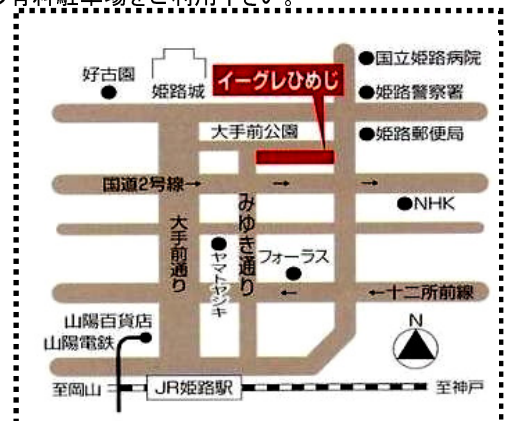 有料駐車場をご利用下さい。
国立姫路病院
好古園
姫路城
イーグレひめじ
姫路警察署
大手前公園
姫路郵便局
国道2号線→
→
→
NHK
大手前通り
みゆき通り
ヤマトヤシキ
フォーラス
←
←十二所前線
山陽百貨店
山陽電鉄
N
至岡山
JR姫路駅
至神戸